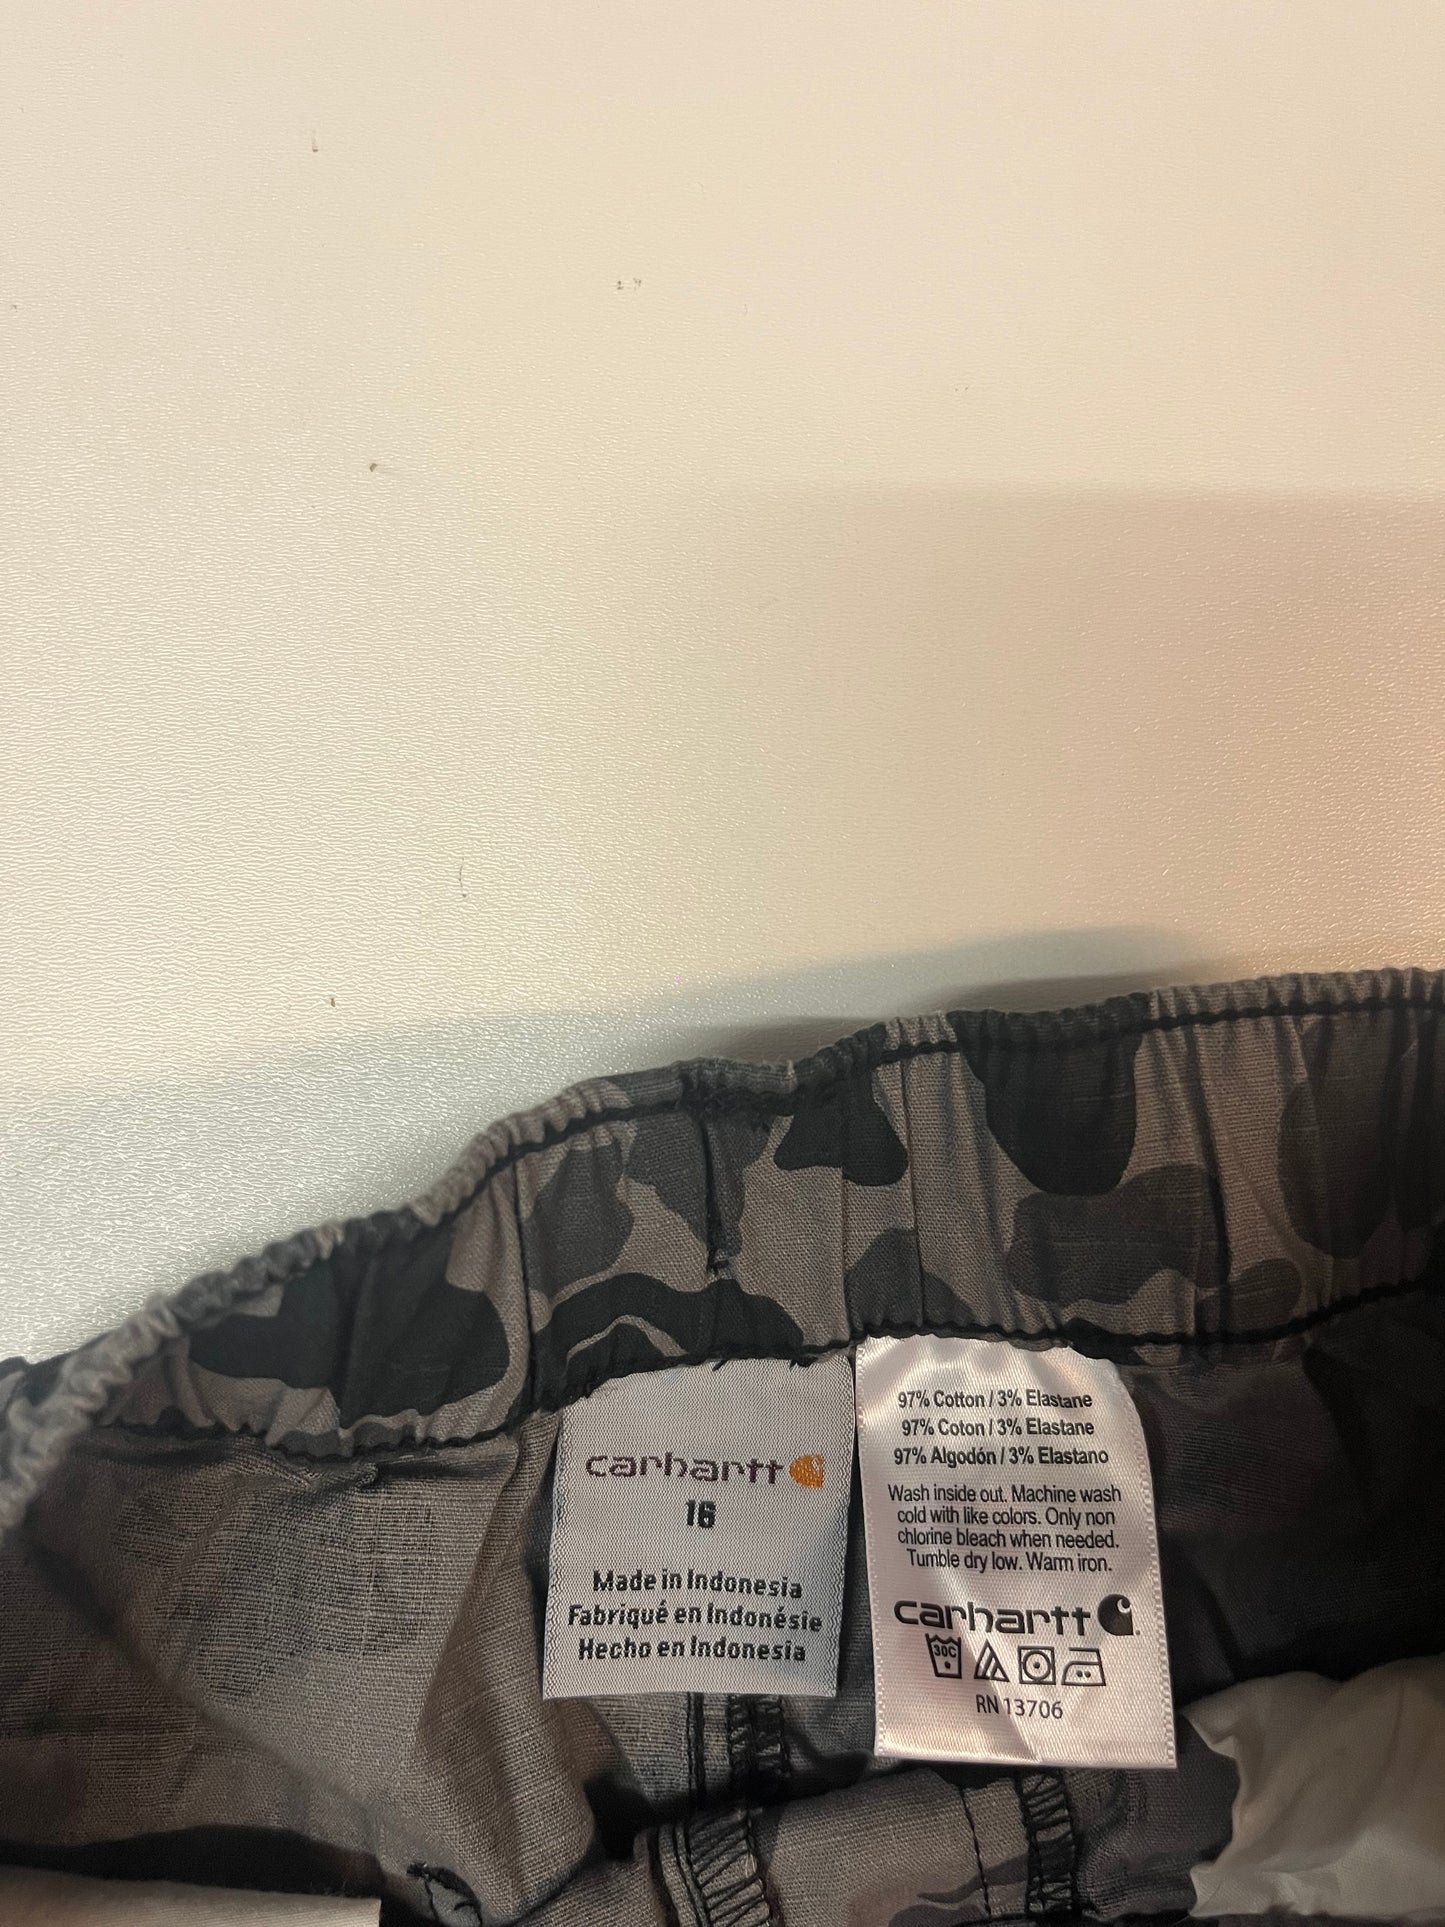 carhartt
16
Made in Indonesia
Fabriqué en Indonésie
Hecho en Indonesia
97% Cotton / 3% Elastane
97% Coton / 3% Elastane
97% Algodón / 3% Elastano
Wash inside out. Machine wash
cold with like colors. Only non
chlorine bleach when needed.
Tumble dry low. Warm iron.
carhartt
30C
RN 13706